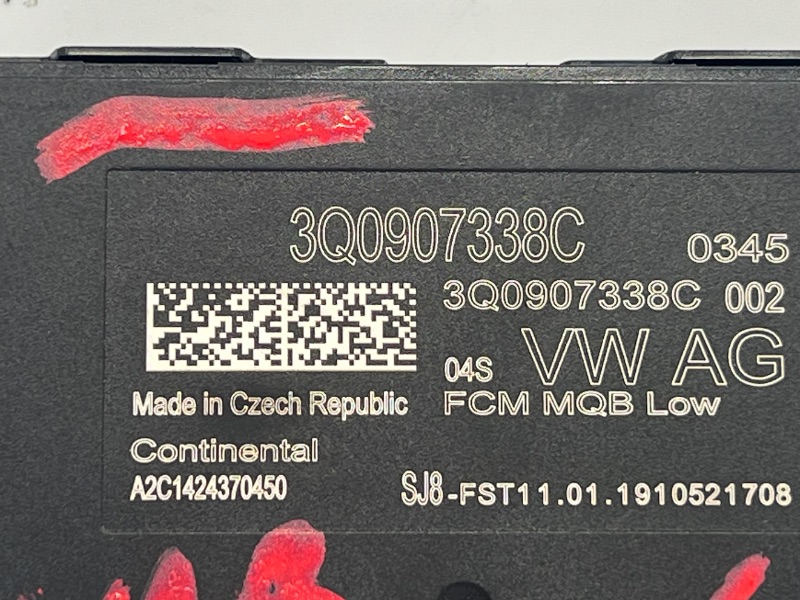 3Q0907338C
0345
3Q0907338C 002
04S VW AG
Made in Czech Republic FCM MQB Low
Continental
A2C1424370450 SJ8-FST11.01.1910521708